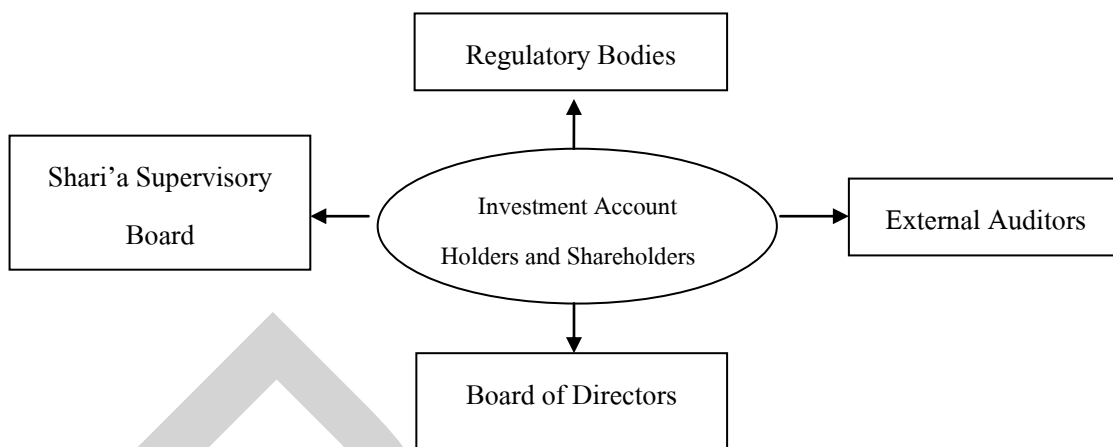 Regulatory Bodies
Shari’a Supervisory
Board
Investment Account
Holders and Shareholders
External Auditors
Board of Directors